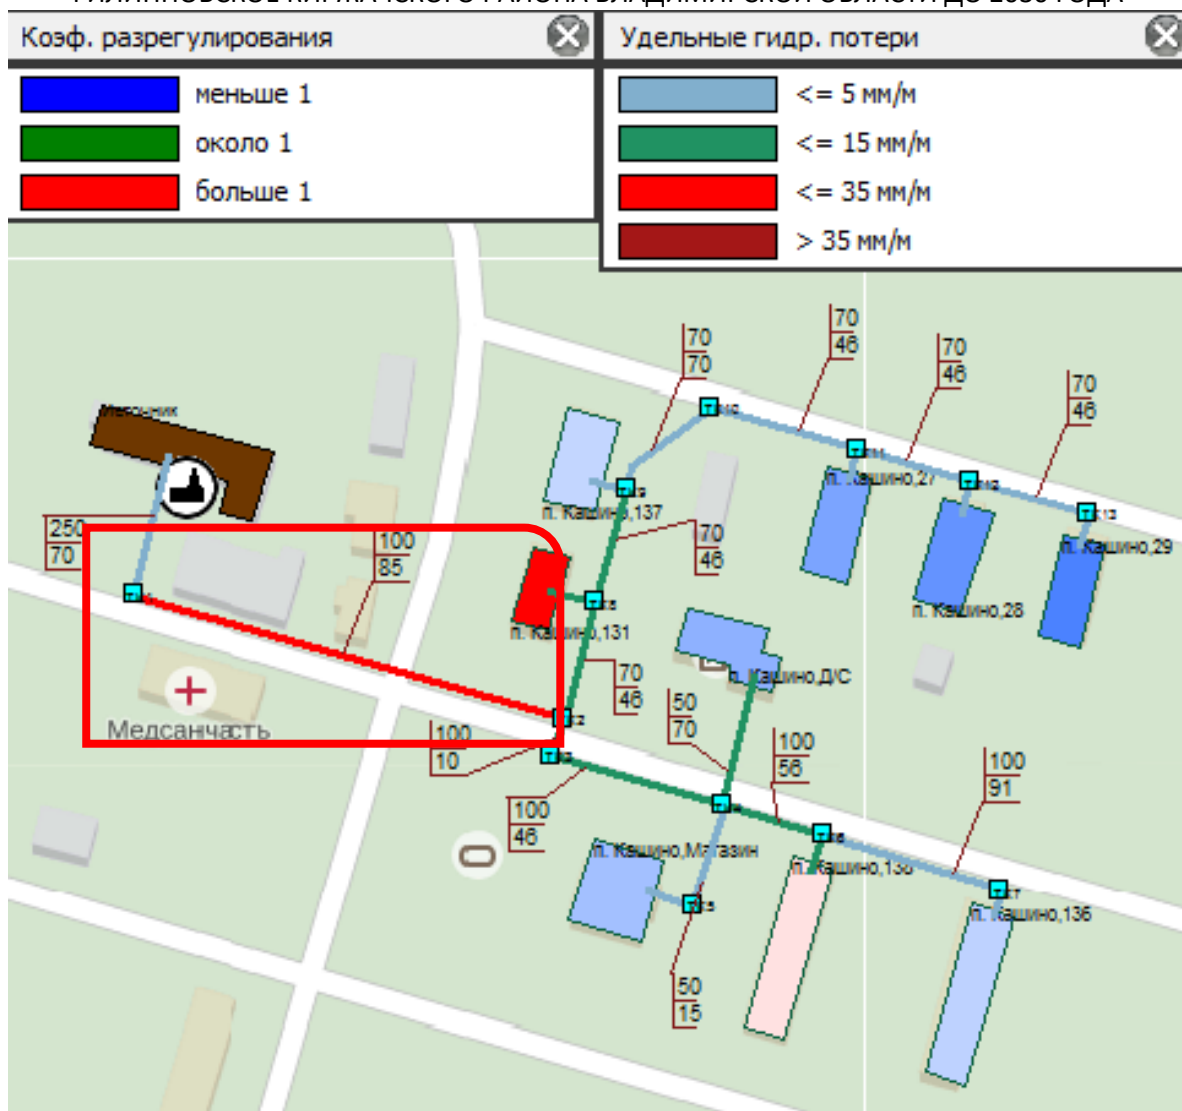 Коэф. разрегулирования
меньше 1
около 1
больше 1
Удельные гидр. потери
<= 5 мм/м
<= 15 мм/м
<= 35 мм/м
> 35 мм/м
70
46
70
70
70
46
70
46
Источник
п. Кашино,27
п. Кашино,137
250
70
100
85
70
46
п. Кашино,29
п. Кашино,28
п. Кашино,131
70
46
п. Кашино,Д/С
50
70
Медсанчасть
100
10
100
56
100
91
100
46
п. Кашино,Магазин
п. Кашино,136
50
15